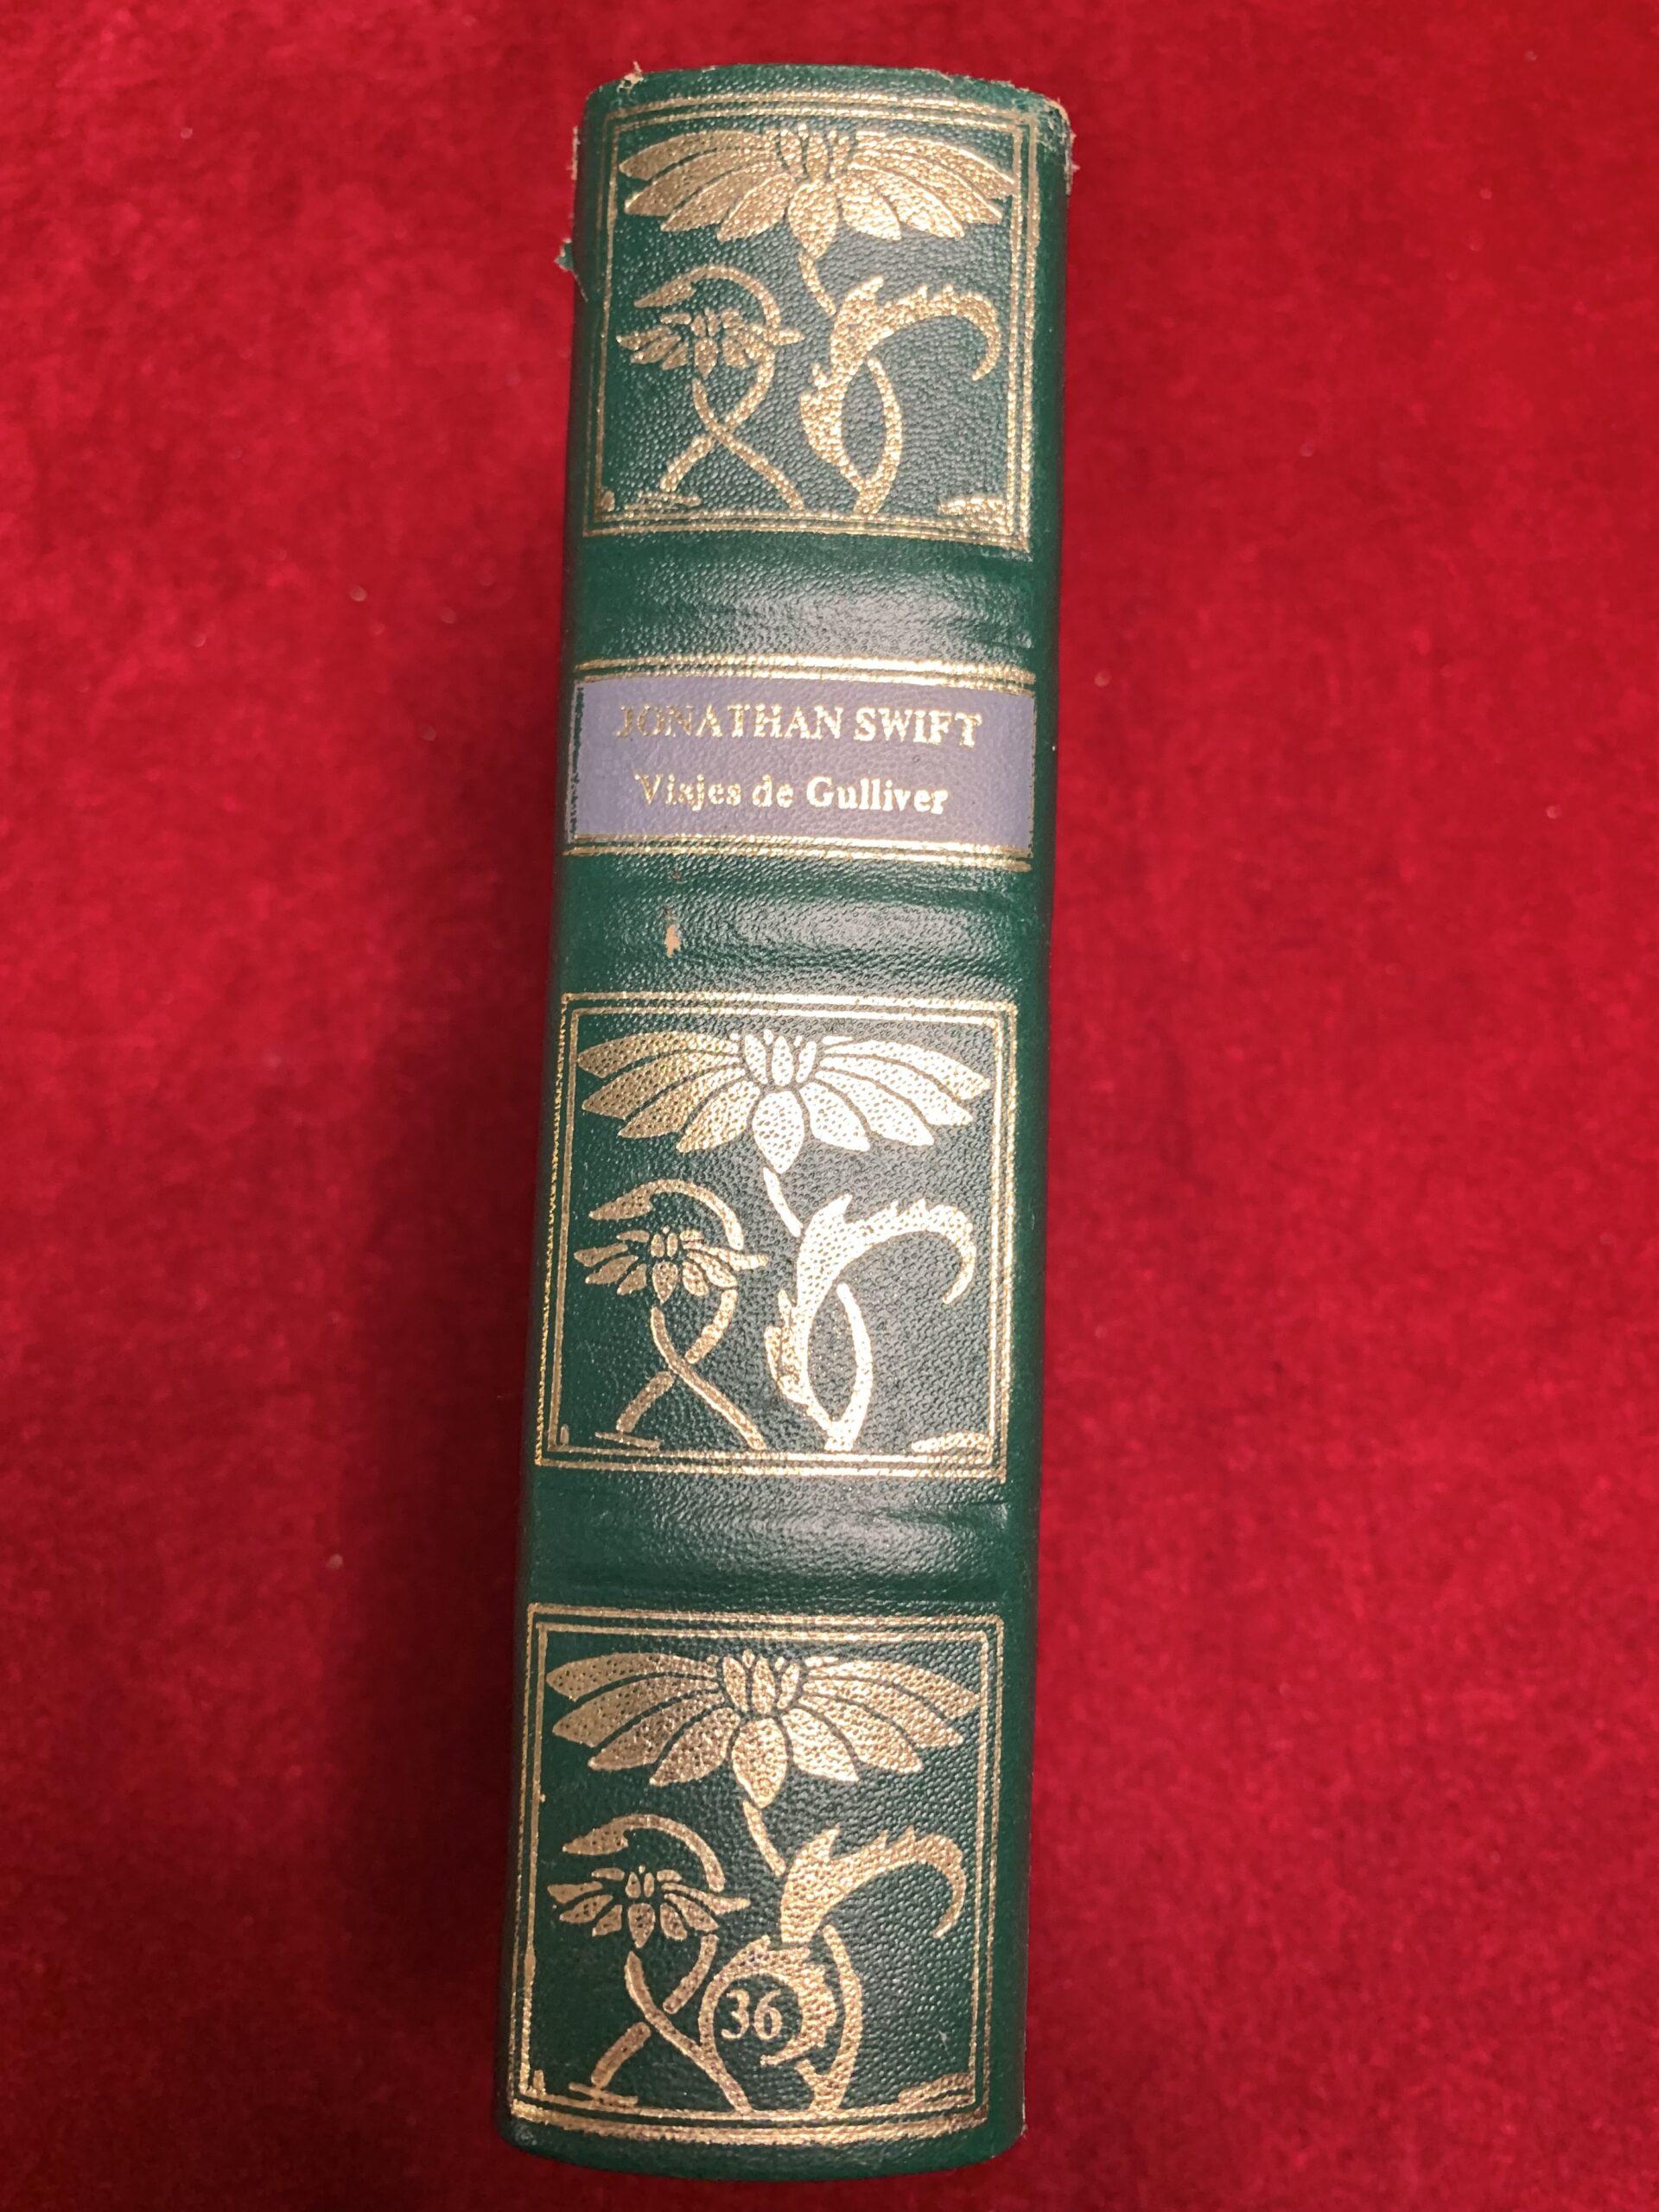 JONATHAN SWIFT
Viajes de Gulliver
36